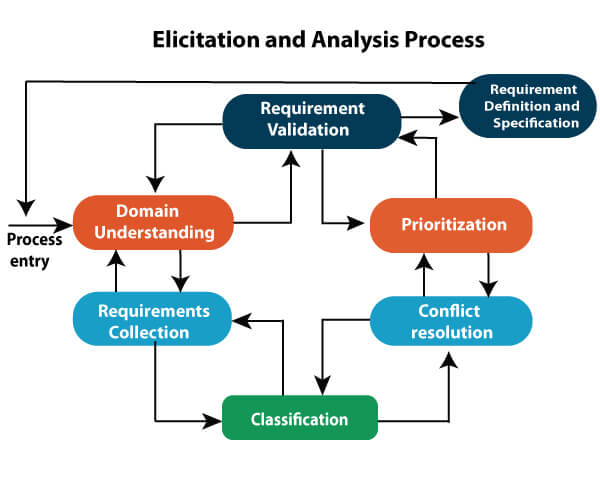 Elicitation and Analysis Process
Requirement
Definition and
Specification
Requirement
Validation
Domain
Understanding
Prioritization
Process
entry
Requirements
Collection
Conflict
resolution
Classification